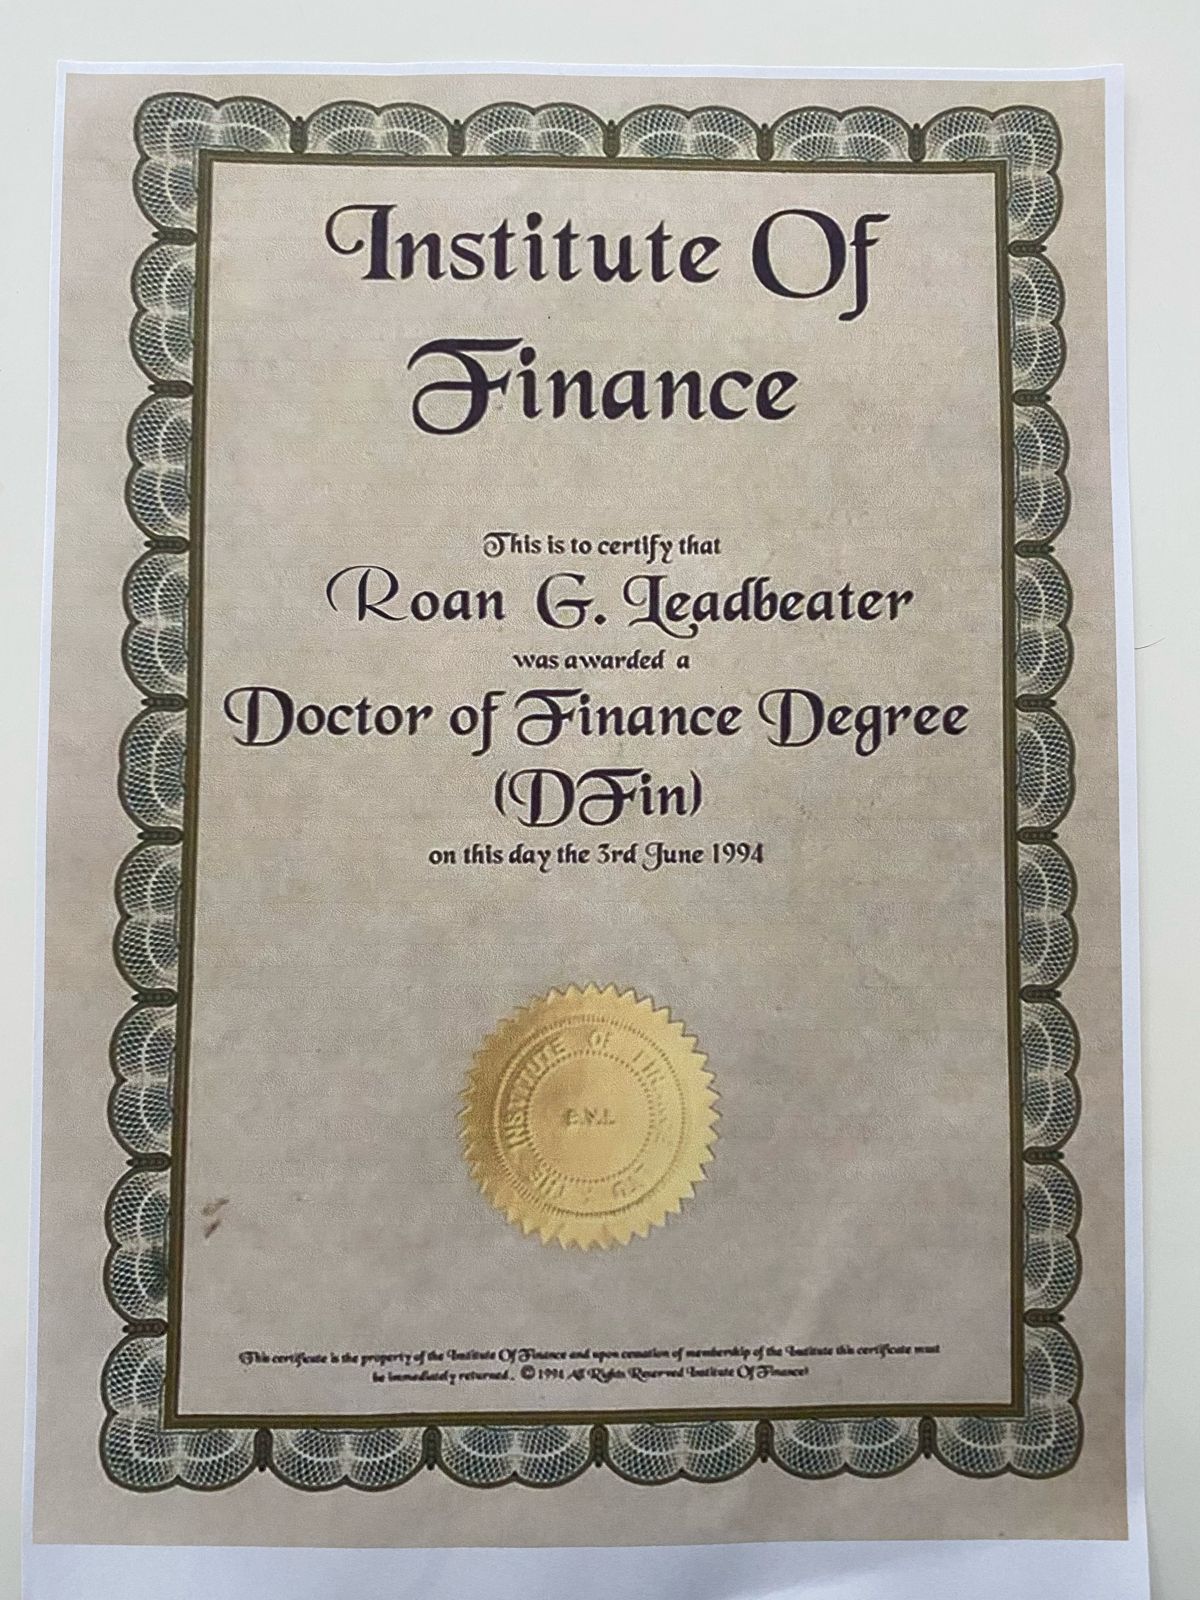 Institute Of
Finance
This is to certify that
Roan G. Leadbeater
was awarded a
Doctor of Finance Degree
(DFin)
on this day the 3rd June 1994
INSTITUTE OF
This certificate is the property of the Institute Of Finance and upon cessation of membership of the Institute this certificate must
be immediately returned. © 1994 All Rights Reserved Institute Of Finance